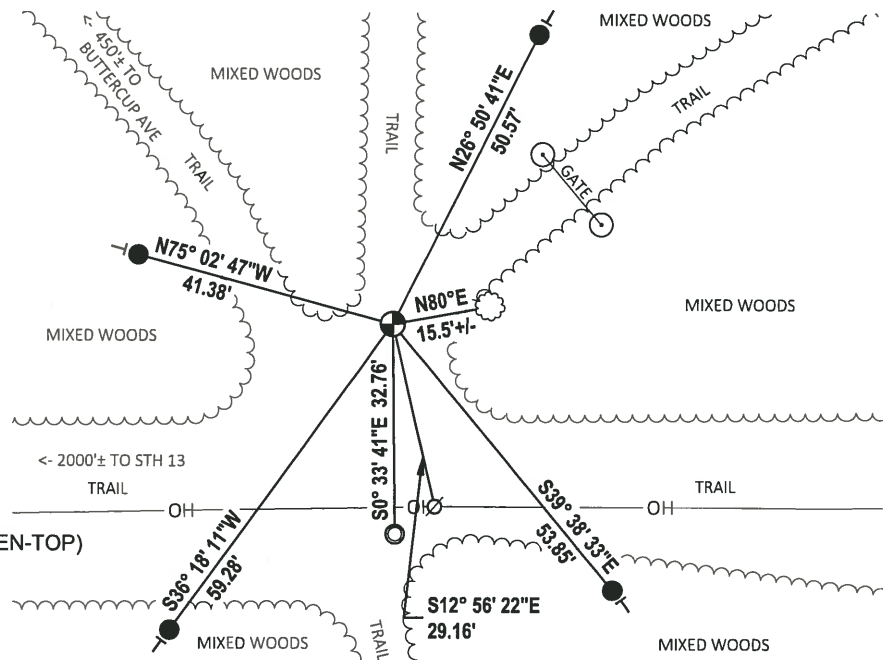 MIXED WOODS
<- 450'± TO
BUTTERCUP AVE
MIXED WOODS
TRAIL
TRAIL
TRAIL
N26° 50' 41"E
50.57'
GATE
N75° 02' 47"W
41.38'
N80°E
15.5'+/-
MIXED WOODS
MIXED WOODS
S0° 33' 41"E 32.76'
<- 2000'± TO STH 13
TRAIL
TRAIL
OH
OH
OH
EN-TOP)
S36° 18' 11"W
59.28'
S39° 38' 33"E
53.85'
S12° 56' 22"E
29.16'
MIXED WOODS
TRAIL
MIXED WOODS